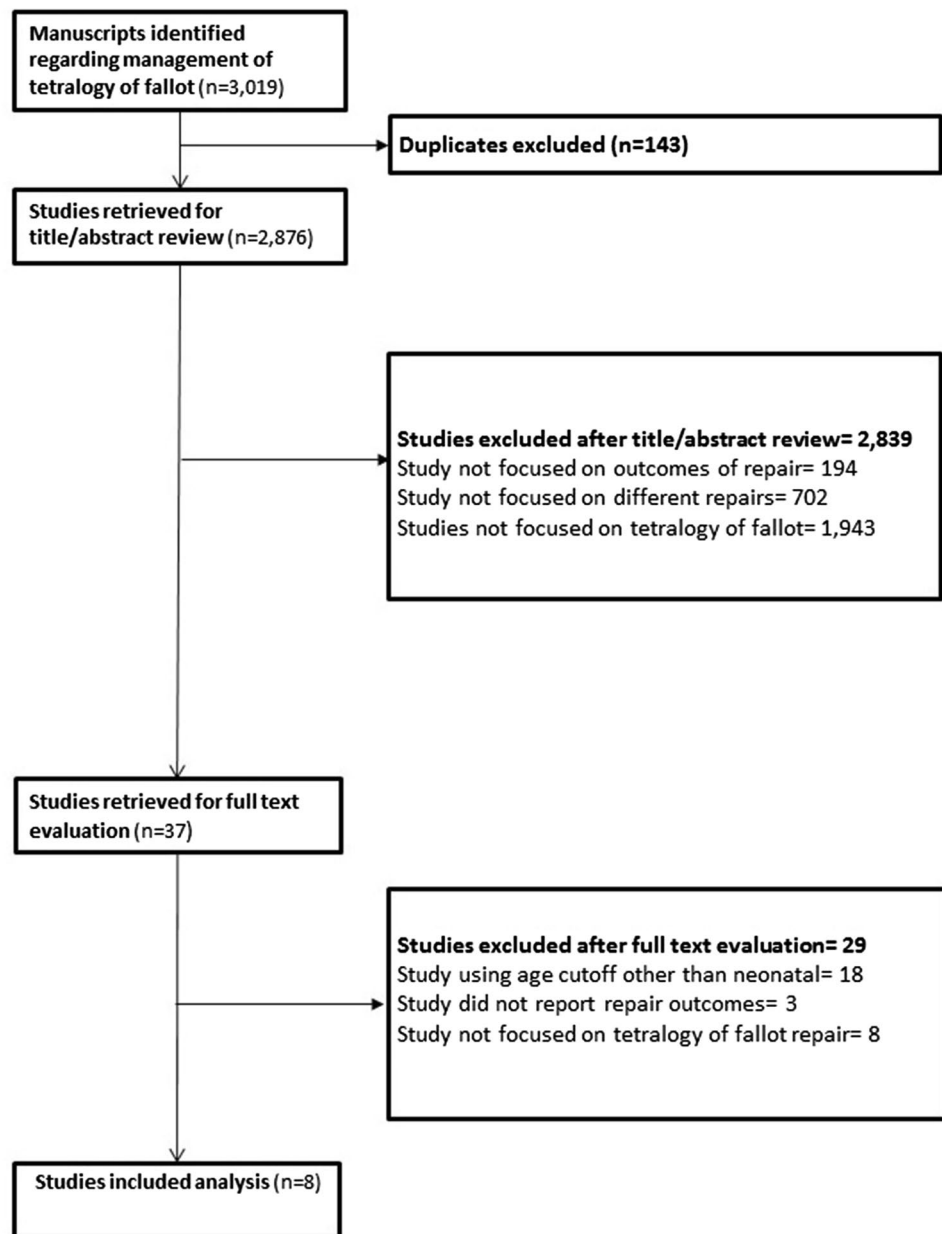 Manuscripts identified
regarding management of
tetralogy of fallot (n=3,019)
Duplicates excluded (n=143)
Studies retrieved for
title/abstract review (n=2,876)
Studies excluded after title/abstract review= 2,839
Study not focused on outcomes of repair= 194
Study not focused on different repairs= 702
Studies not focused on tetralogy of fallot= 1,943
Studies retrieved for full text
evaluation (n=37)
Studies excluded after full text evaluation= 29
Study using age cutoff other than neonatal= 18
Study did not report repair outcomes= 3
Study not focused on tetralogy of fallot repair= 8
Studies included analysis (n=8)